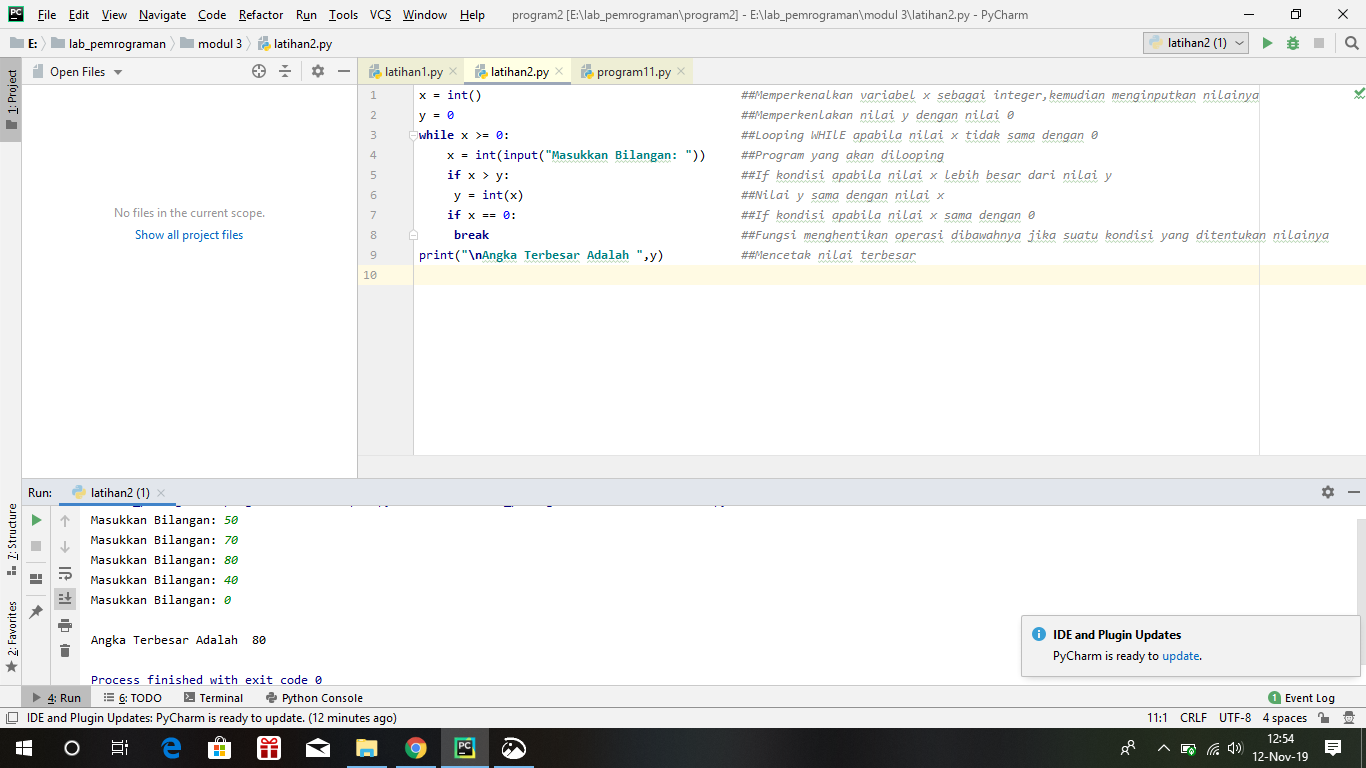 File Edit View Navigate Code Refactor Run Tools VCS Window Help program2 [E:\lab_pemrograman\program2] - E:\lab_pemrograman\modul 3\latihan2.py - PyCharm
E: lab_pemrograman modul 3 latihan2.py latihan2 (1)
1: Project
Open Files
latihan1.py latihan2.py program11.py
No files in the current scope.
Show all project files
1 x = int() ##Memperkenalkan variabel x sebagai integer,kemudian menginputkan nilainya
2 y = 0 ##Memperkenlakan nilai y dengan nilai 0
3 while x >= 0: ##Looping WHIlE apabila nilai x tidak sama dengan 0
4 x = int(input("Masukkan Bilangan: ")) ##Program yang akan dilooping
5 if x > y: ##If kondisi apabila nilai x lebih besar dari nilai y
6 y = int(x) ##Nilai y sama dengan nilai x
7 if x == 0: ##If kondisi apabila nilai x sama dengan 0
8 break ##Fungsi menghentikan operasi dibawahnya jika suatu kondisi yang ditentukan nilainya
9 print("\nAngka Terbesar Adalah ",y) ##Mencetak nilai terbesar
10
Run: latihan2 (1)
7: Structure
2: Favorites
Masukkan Bilangan: 50
Masukkan Bilangan: 70
Masukkan Bilangan: 80
Masukkan Bilangan: 40
Masukkan Bilangan: 0
Angka Terbesar Adalah  80
Process finished with exit code 0
IDE and Plugin Updates
PyCharm is ready to update.
4: Run 6: TODO Terminal Python Console 1 Event Log
IDE and Plugin Updates: PyCharm is ready to update. (12 minutes ago) 11:1 CRLF UTF-8 4 spaces
12:54
12-Nov-19